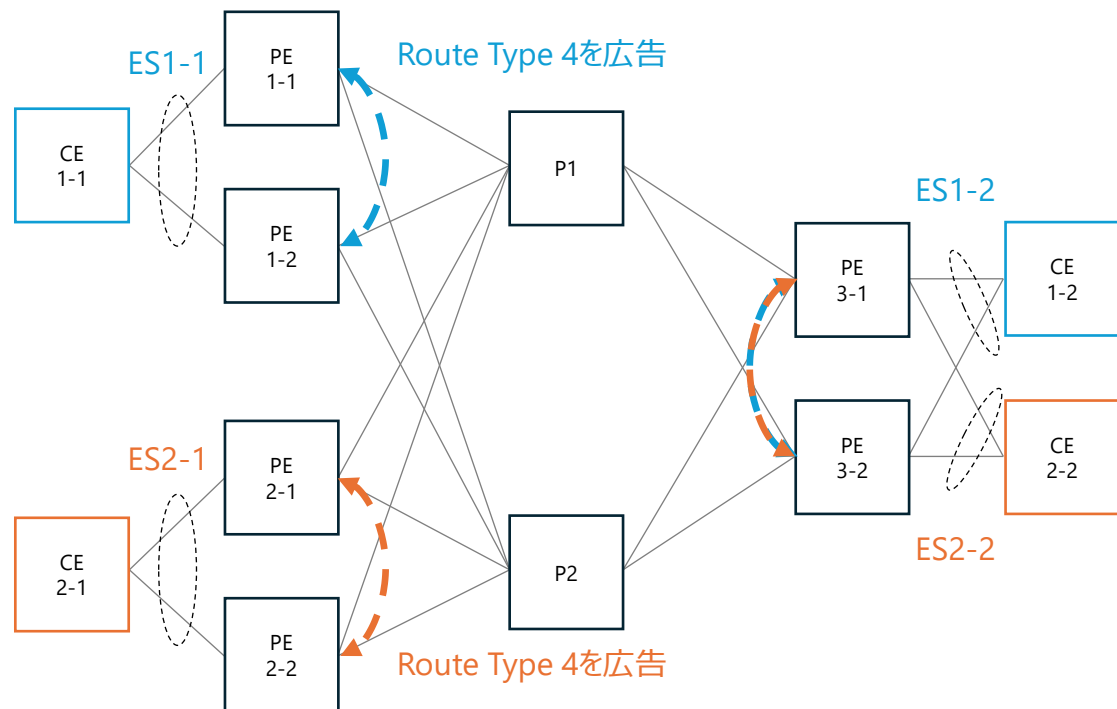 ES1-1
PE
1-1
Route Type 4を広告
CE
1-1
PE
1-2
P1
ES1-2
PE
3-1
CE
1-2
ES2-1
PE
2-1
PE
3-2
CE
2-2
CE
2-1
P2
ES2-2
PE
2-2
Route Type 4を広告